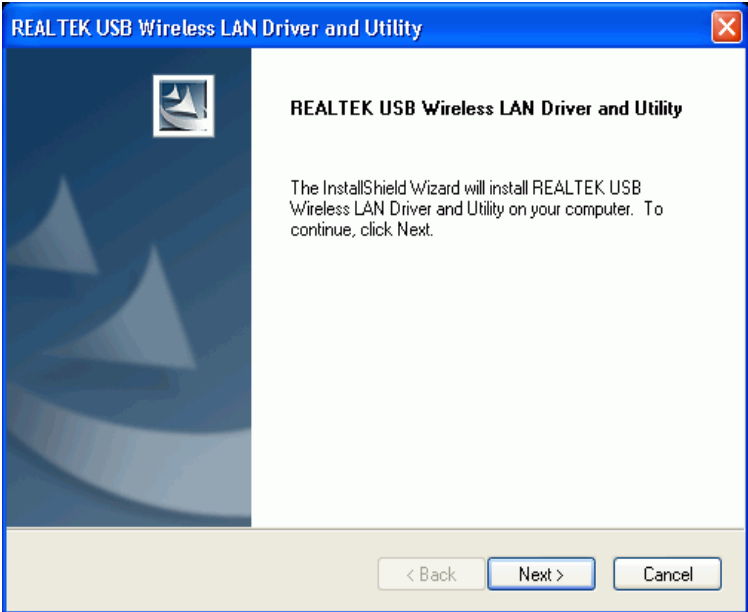 REALTEK USB Wireless LAN Driver and Utility
REALTEK USB Wireless LAN Driver and Utility
The InstallShield Wizard will install REALTEK USB
Wireless LAN Driver and Utility on your computer.  To
continue, click Next.
< Back
Next >
Cancel